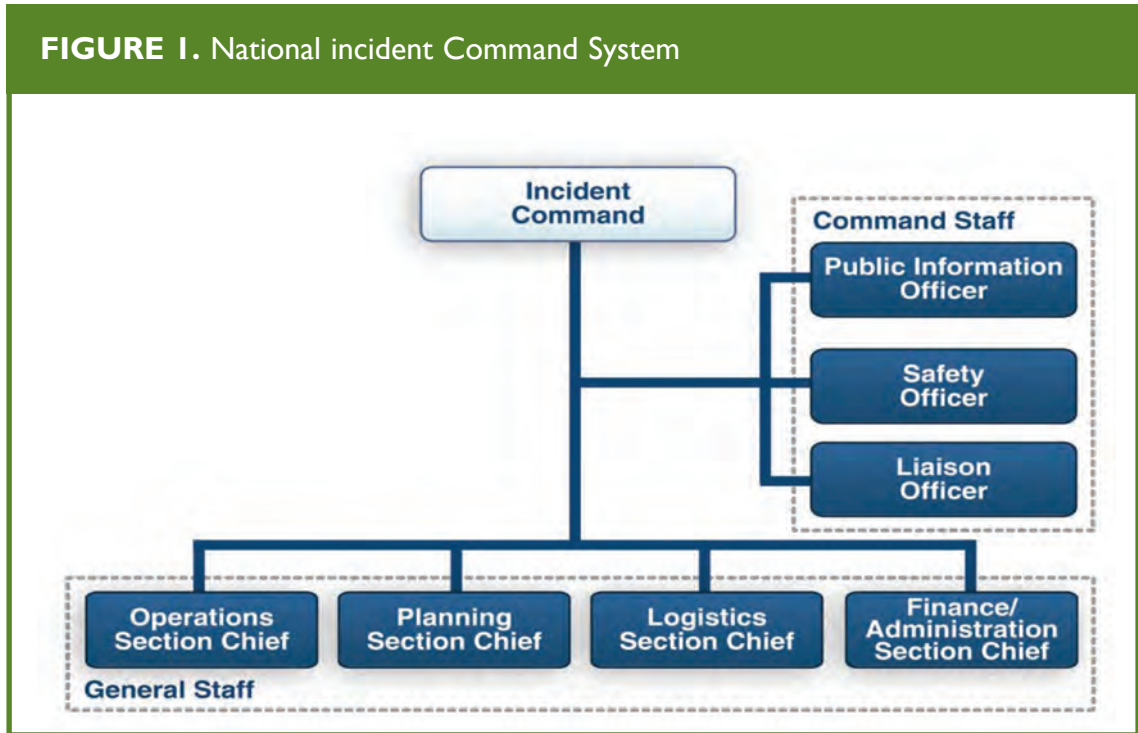 FIGURE 1. National incident Command System
Incident
Command
Command Staff
Public Information
Officer
Safety
Officer
Liaison
Officer
Operations
Section Chief
Planning
Section Chief
Logistics
Section Chief
Finance/
Administration
Section Chief
General Staff